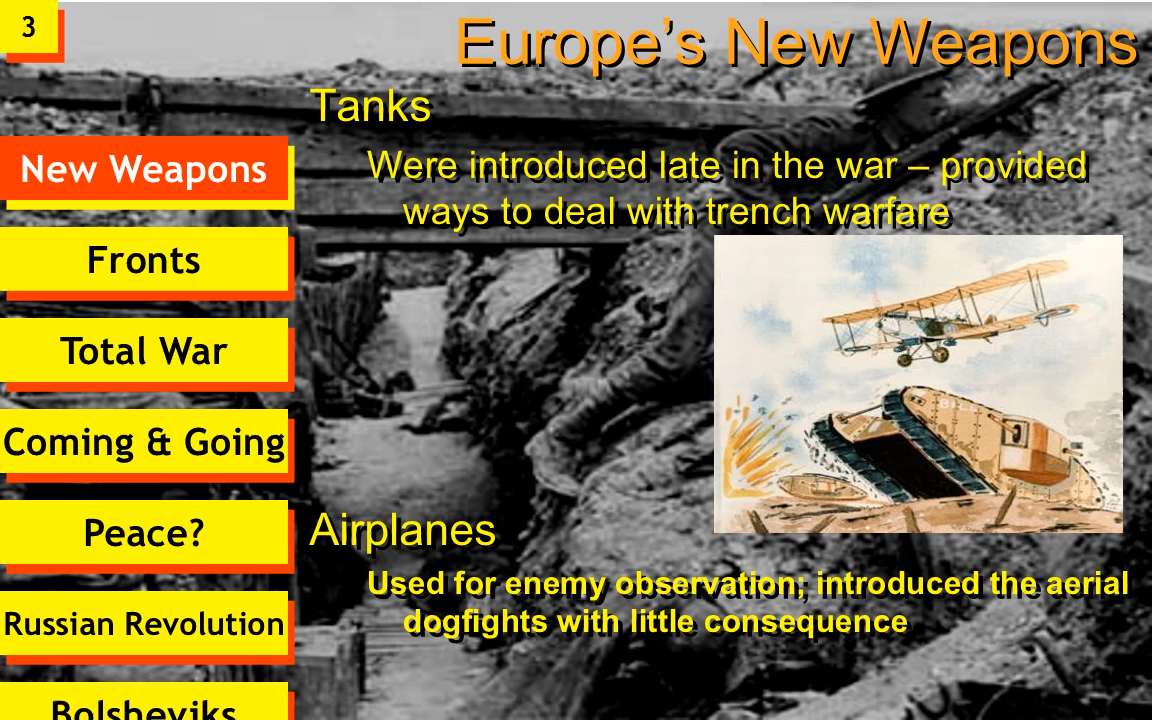 3
Europe’s New Weapons
Tanks
Were introduced late in the war – provided
ways to deal with trench warfare
Airplanes
Used for enemy observation; introduced the aerial
dogfights with little consequence
New Weapons
Fronts
Total War
Coming & Going
Peace?
Russian Revolution
Bolsheviks